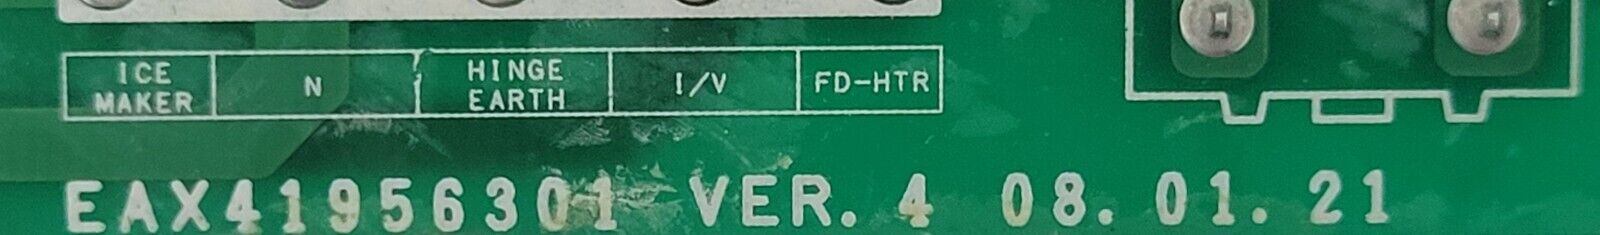 ICE MAKER
N
HINGE EARTH
I/V
FD-HTR
EAX41956301 VER. 4 08. 01. 21